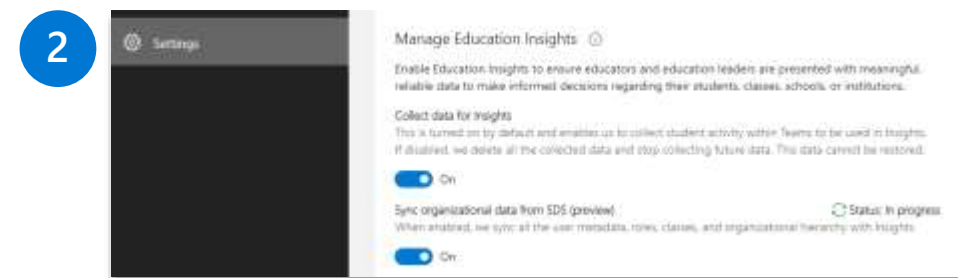 2
Settings
Manage Education Insights
Enable Education Insights to ensure educators and education leaders are presented with meaningful,
reliable data to make informed decisions regarding their students, classes, schools, or institutions.
Collect data for Insights
This is turned on by default and enables us to collect student activity within Teams to be used in Insights.
If disabled, we delete all the collected data and stop collecting future data. This data cannot be restored.
On
Sync organizational data from SDS (preview)
Status: In progress
When enabled, we sync all the user metadata, roles, classes, and organizational hierarchy with Insights
On